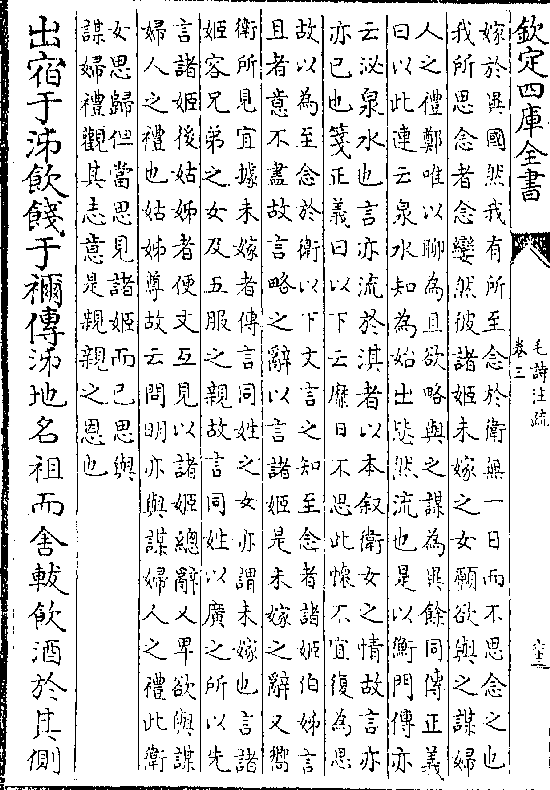 欽定四庫全書
毛詩注疏
卷三
嫁於異國然我有所至念於衛無一日而不思念之也
我所思念者念孌然彼諸姬未嫁之女願欲與之謀婦
人之禮鄭唯以聊為且欲略與之謀為異餘同傳正義
曰以此連云泉水知為始出毖然流也是以衡門傳亦
云泌泉水也言亦流於淇者以本叙衛女之情故言亦
亦已也箋正義曰以下云靡日不思此懷不宜復為思
故以為至念於衛以下文言之知至念者諸姬伯姊言
且者意不盡故言略之辭以言諸姬是未嫁之辭又嚮
衛所見宜據未嫁者傳言同姓之女亦謂未嫁也言諸
姬容兄弟之女及五服之親故言同姓以廣之所以先
言諸姬後姑姊者便文互見以諸姬總辭又卑欲與謀
婦人之禮也姑姊尊故云問明亦與謀婦人之禮此衛
女思歸但當思見諸姬而已思與
謀婦禮觀其志意是親親之恩也
出宿于泲飲餞于禰傳泲地名祖而舍軷飲酒於其側